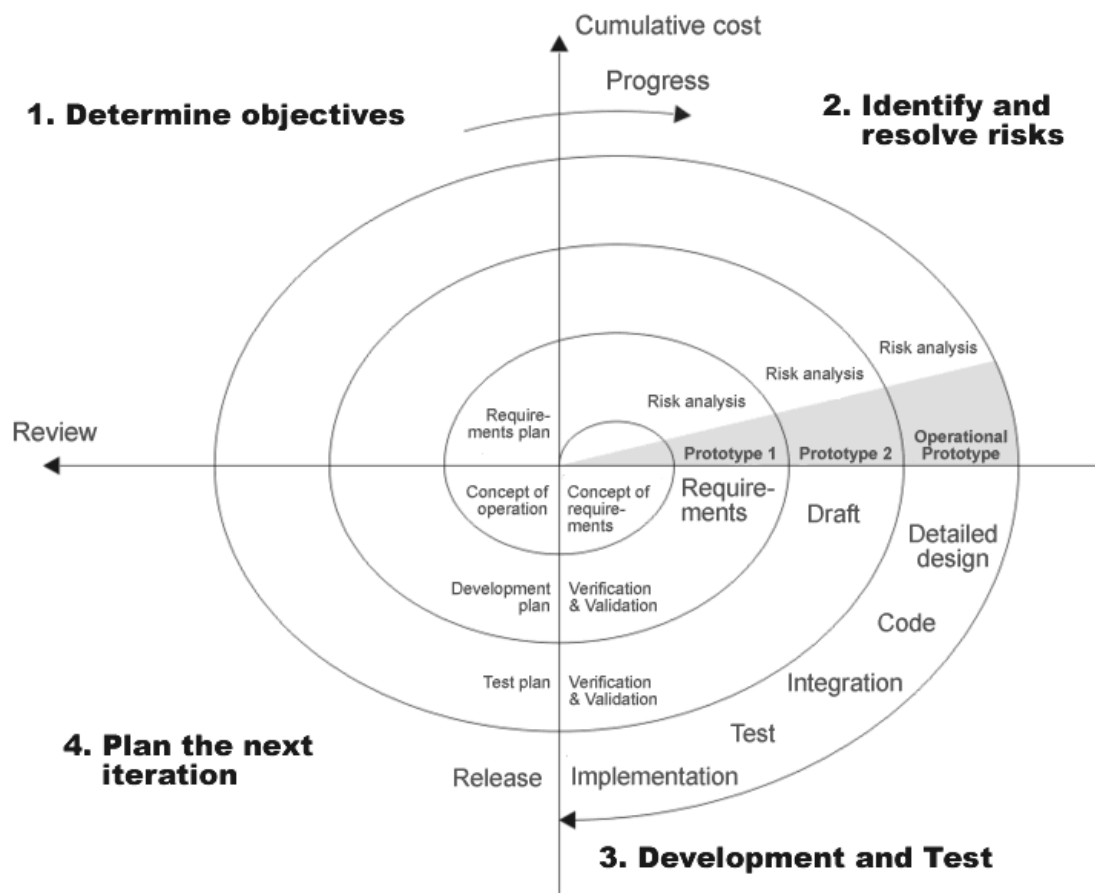 Cumulative cost
Progress
1. Determine objectives
2. Identify and
resolve risks
Risk analysis
Risk analysis
Risk analysis
Require-
ments plan
Review
Prototype 1
Prototype 2
Operational
Prototype
Concept of
operation
Concept of
require-
ments
Require-
ments
Draft
Detailed
design
Development
plan
Verification
& Validation
Code
Test plan
Verification
& Validation
Integration
Test
4. Plan the next
iteration
Release
Implementation
3. Development and Test